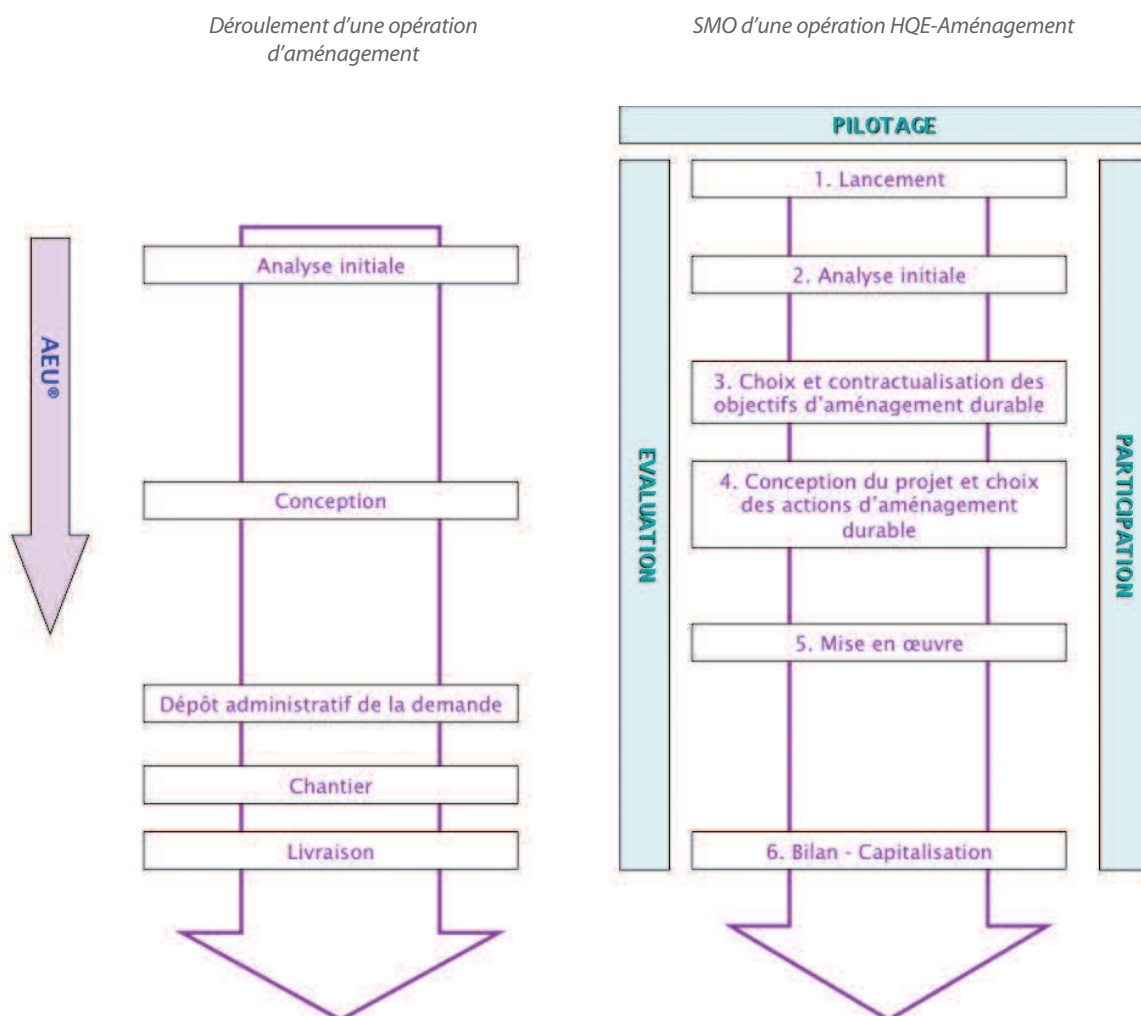 Déroulement d’une opération
d’aménagement
SMO d’une opération HQE-Aménagement
AEU®
Analyse initiale
Conception
Dépôt administratif de la demande
Chantier
Livraison
PILOTAGE
EVALUATION
1. Lancement
2. Analyse initiale
3. Choix et contractualisation des
objectifs d’aménagement durable
4. Conception du projet et choix
des actions d’aménagement
durable
5. Mise en œuvre
6. Bilan - Capitalisation
PARTICIPATION